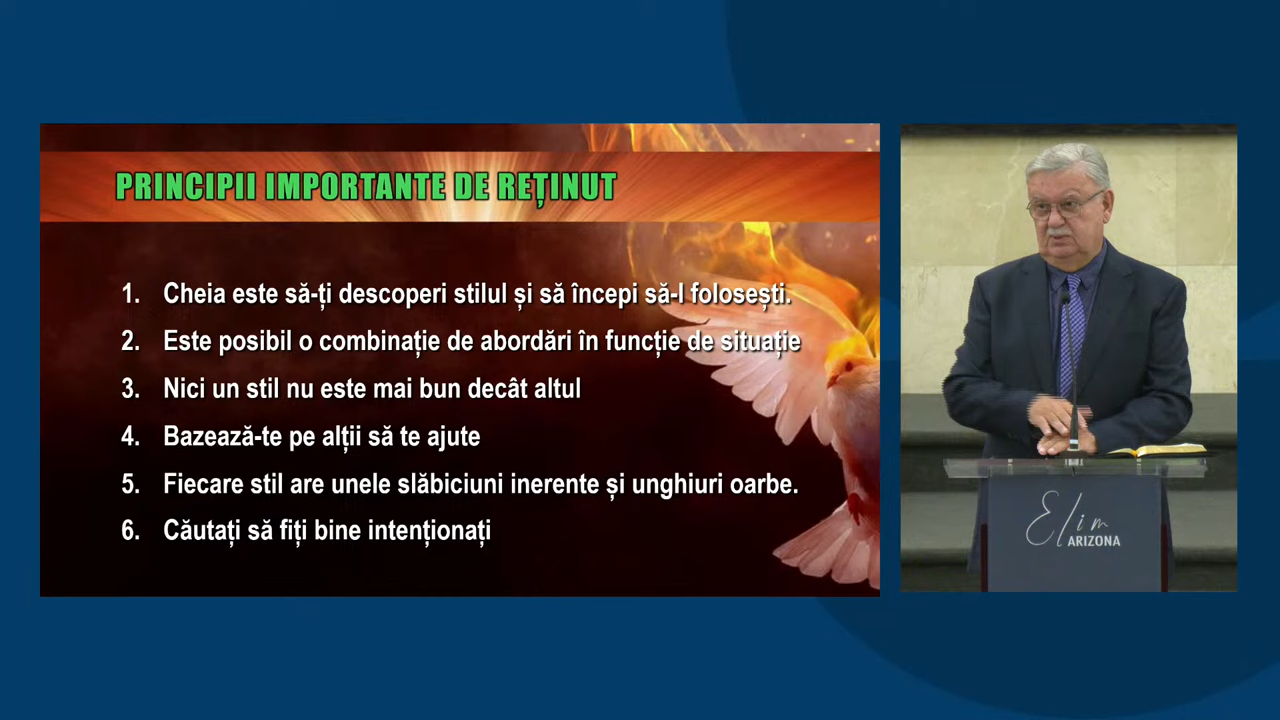 PRINCIPII IMPORTANTE DE REȚINUT
1. Cheia este să-ți descoperi stilul și să începi să-l folosești.
2. Este posibil o combinație de abordări în funcție de situație
3. Nici un stil nu este mai bun decât altul
4. Bazează-te pe alții să te ajute
5. Fiecare stil are unele slăbiciuni inerente și unghiuri oarbe.
6. Căutați să fiți bine intenționați
Elim
ARIZONA